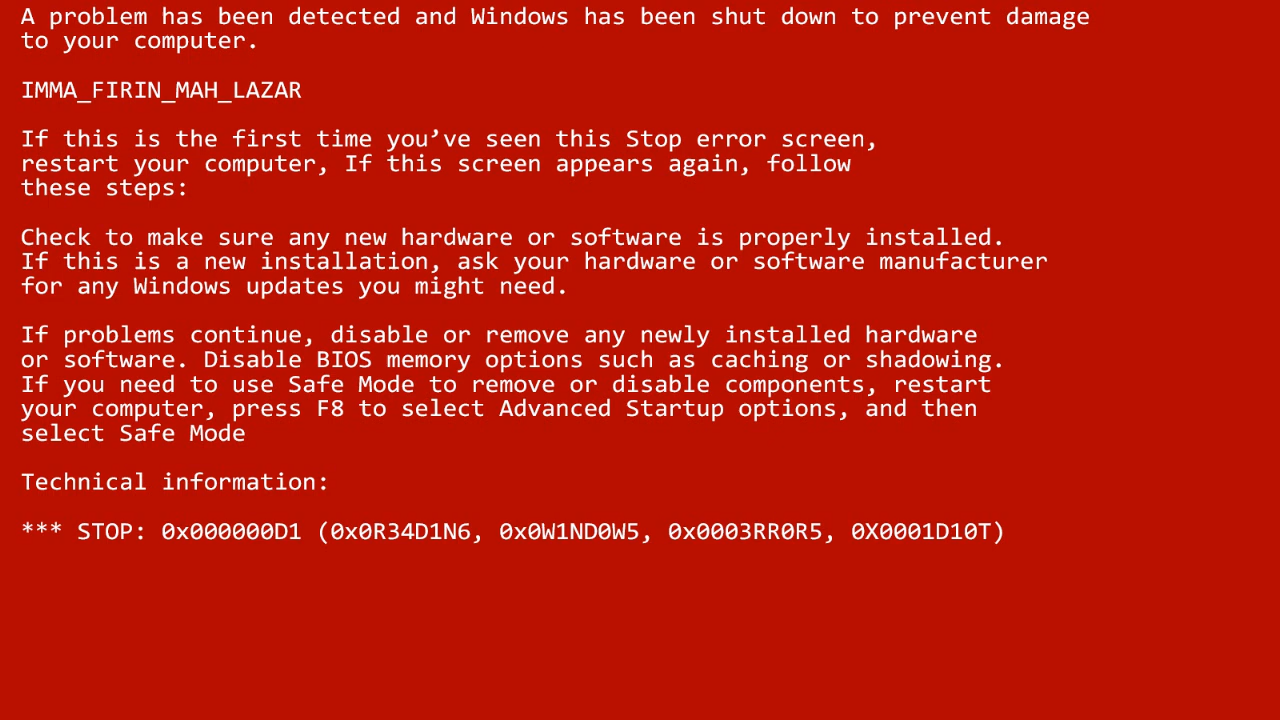 A problem has been detected and Windows has been shut down to prevent damage
to your computer.
IMMA_FIRIN_MAH_LAZAR
If this is the first time you’ve seen this Stop error screen,
restart your computer, If this screen appears again, follow
these steps:
Check to make sure any new hardware or software is properly installed.
If this is a new installation, ask your hardware or software manufacturer
for any Windows updates you might need.
If problems continue, disable or remove any newly installed hardware
or software. Disable BIOS memory options such as caching or shadowing.
If you need to use Safe Mode to remove or disable components, restart
your computer, press F8 to select Advanced Startup options, and then
select Safe Mode
Technical information:
*** STOP: 0x000000D1 (0x0R34D1N6, 0x0W1ND0W5, 0x0003RR0R5, 0X0001D10T)